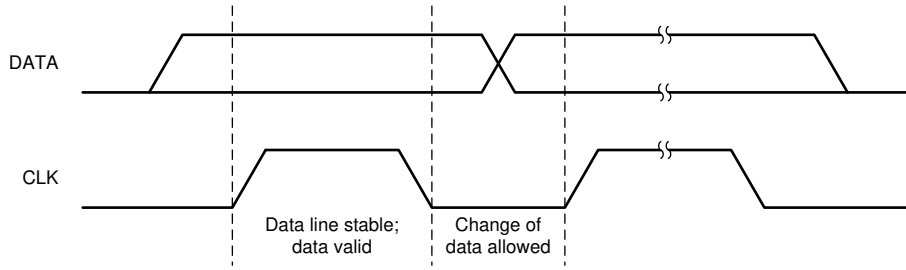 DATA
CLK
Data line stable;
data valid
Change of
data allowed